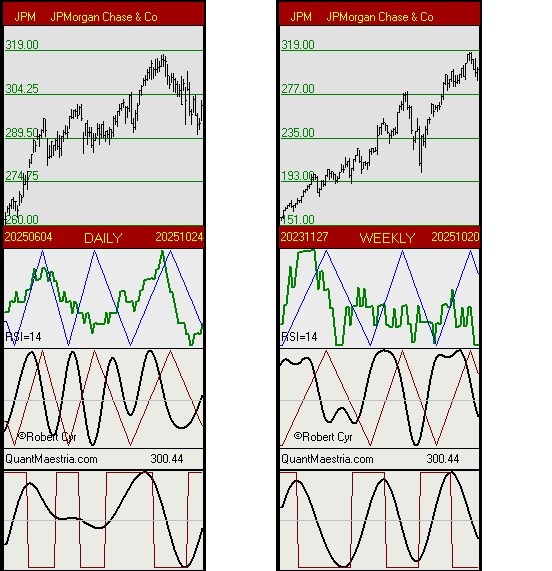 JPM JPMorgan Chase & Co
319.00
304.25
289.50
274.75
260.00
20250604 DAILY 20251024
RSI=14
©Robert Cyr
QuantMaestria.com 300.44
JPM JPMorgan Chase & Co
319.00
277.00
235.00
193.00
151.00
20231127 WEEKLY 20251020
RSI=14
©Robert Cyr
QuantMaestria.com 300.44